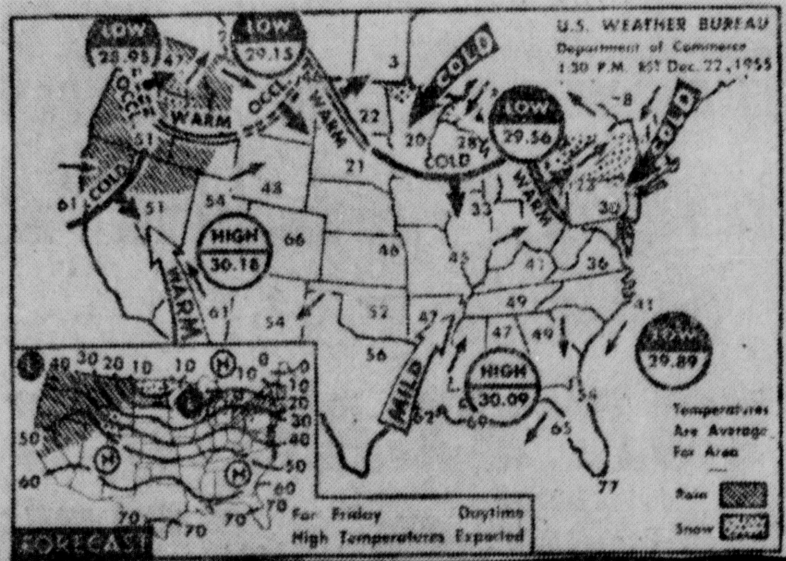 U.S. WEATHER BUREAU
Department of Commerce
1:30 P.M. EST Dec. 22, 1955
LOW
28.95
LOW
29.15
47
3
COLD
-8
OCCL
WARM
OCCL
WARM
22
LOW
29.56
COLD
20
28
51
COLD
21
COLD
WARM
23
30
61
51
54
48
33
HIGH
30.18
66
46
45
41
36
WARM
61
54
52
47
49
41
56
47
49
LOW
29.89
MILD
HIGH
30.09
54
62
69
65
77
Temperatures
Are Average
For Area
Rain
Snow
L
40
30
20
10
10
H
10
0
0
10
20
30
40
50
50
60
H
H
60
70
70
70
70
For Friday Daytime
High Temperatures Expected
FORECAST